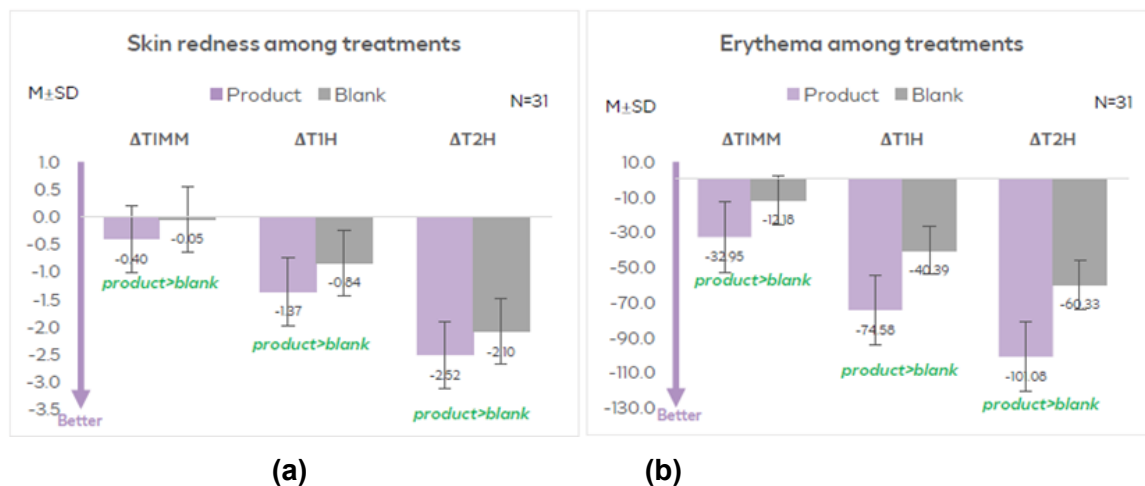 Skin redness among treatments
M±SD
Product Blank
N=31
ΔTIMM ΔT1H ΔT2H
1.0
0.5
0.0
-0.5
-1.0
-1.5
-2.0
-2.5
-3.0
-3.5
-0.40
-0.05
product>blank
-1.37
-0.84
product>blank
-2.52
-2.10
product>blank
Better
(a)
Erythema among treatments
M±SD
Product Blank
N=31
ΔTIMM ΔT1H ΔT2H
10.0
-10.0
-30.0
-50.0
-70.0
-90.0
-110.0
-130.0
-32.95
-12.18
product>blank
-74.58
-40.39
product>blank
-101.08
-60.33
product>blank
Better
(b)